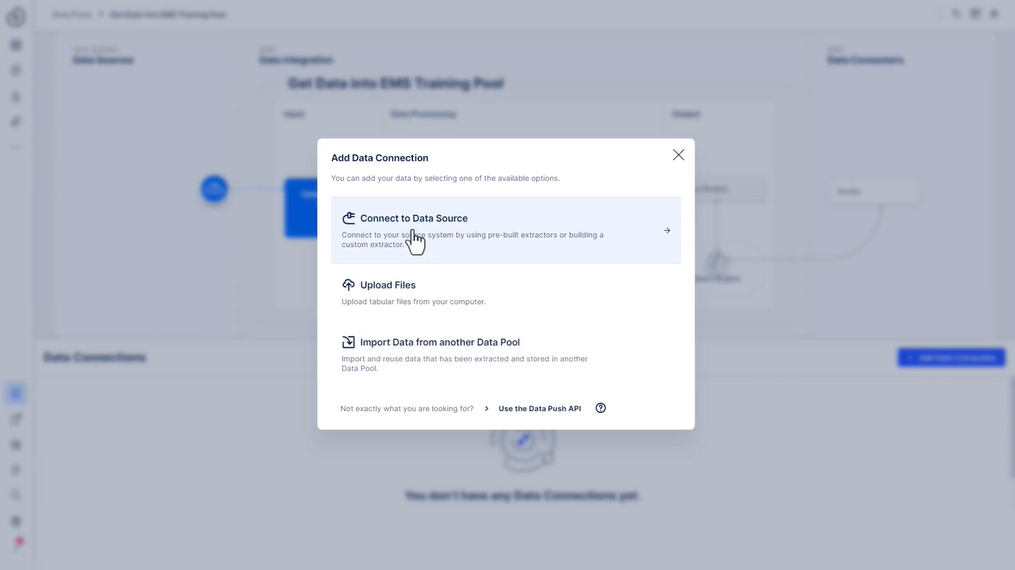 Data Pools > Get Data into EMS Training Pool
Data Sources
Data Integration
Data Consumers
Get Data into EMS Training Pool
Input
Data Processing
Output
Add Data Connection
You can add your data by selecting one of the available options.
Connect to Data Source
Connect to your source system by using pre-built extractors or building a
custom extractor.
Upload Files
Upload tabular files from your computer.
Import Data from another Data Pool
Import and reuse data that has been extracted and stored in another
Data Pool.
Not exactly what you are looking for? > Use the Data Push API
Data Connections
Add Data Connection
You don't have any Data Connections yet.